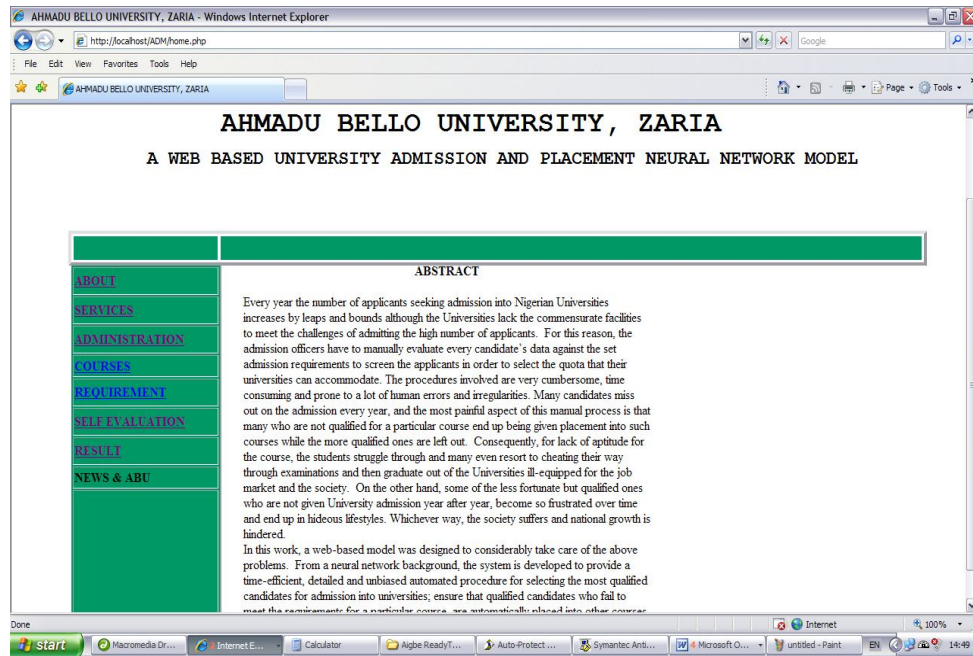 AHMADU BELLO UNIVERSITY, ZARIA - Windows Internet Explorer
http://localhost/ADM/home.php
Google
File Edit View Favorites Tools Help
AHMADU BELLO UNIVERSITY, ZARIA
Page Tools
AHMADU BELLO UNIVERSITY, ZARIA
A WEB BASED UNIVERSITY ADMISSION AND PLACEMENT NEURAL NETWORK MODEL
ABOUT
SERVICES
ADMINISTRATION
COURSES
REQUIREMENT
SELF EVALUATION
RESULT
NEWS & ABU
ABSTRACT
Every year the number of applicants seeking admission into Nigerian Universities
increases by leaps and bounds although the Universities lack the commensurate facilities
to meet the challenges of admitting the high number of applicants. For this reason, the
admission officers have to manually evaluate every candidate`s data against the set
admission requirements to screen the applicants in order to select the quota that their
universities can accommodate. The procedures involved are very cumbersome, time
consuming and prone to a lot of human errors and irregularities. Many candidates miss
out on the admission every year, and the most painful aspect of this manual process is that
many who are not qualified for a particular course end up being given placement into such
courses while the more qualified ones are left out. Consequently, for lack of aptitude for
the course, the students struggle through and many even resort to cheating their way
through examinations and then graduate out of the Universities ill-equipped for the job
market and the society. On the other hand, some of the less fortunate but qualified ones
who are not given University admission year after year, become so frustrated over time
and end up in hideous lifestyles. Whichever way, the society suffers and national growth is
hindered.
In this work, a web-based model was designed to considerably take care of the above
problems. From a neural network background, the system is developed to provide a
time-efficient, detailed and unbiased automated procedure for selecting the most qualified
candidates for admission into universities; ensure that qualified candidates who fail to
meet the requirements for a particular course, are automatically placed into other courses
Done
Internet
100%
start
Macromedia Dr...
2 Internet E...
Calculator
Aigbe ReadyT...
Auto-Protect ...
Symantec Anti...
4 Microsoft O...
untitled - Paint
EN
14:49